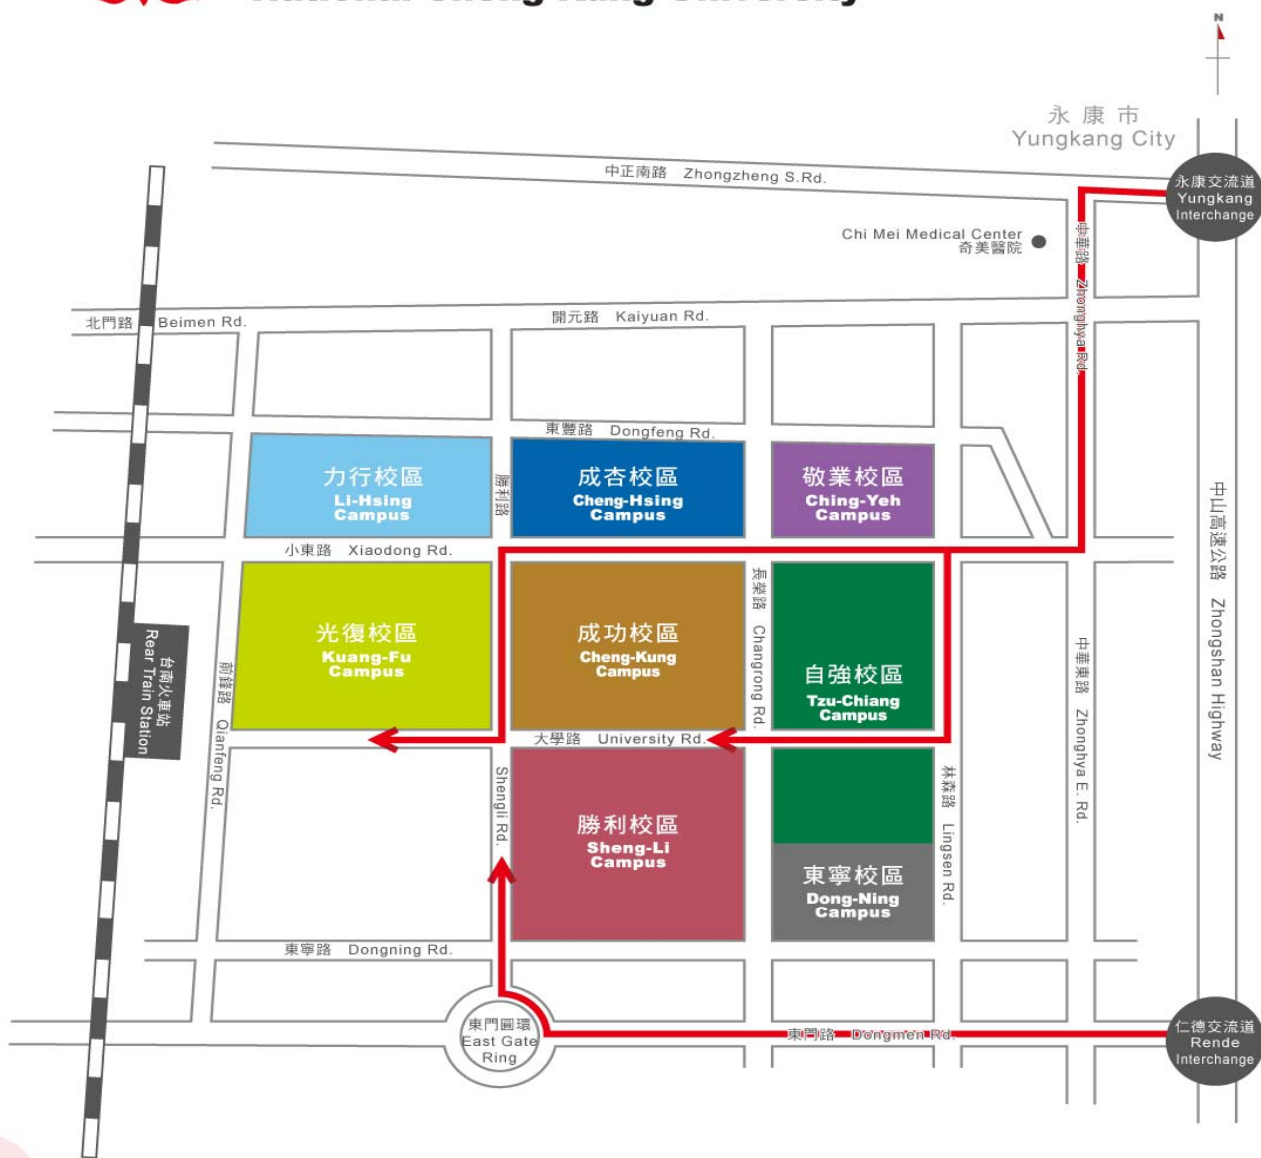 National Cheng Kung University
N
永康市
Yungkang City
中正南路 Zhongzheng S.Rd.
永康交流道
Yungkang
Interchange
Chi Mei Medical Center
奇美醫院
中華路 Zhonghya Rd.
北門路 Beimen Rd.
開元路 Kaiyuan Rd.
東豐路 Dongfeng Rd.
力行校區
Li-Hsing
Campus
勝利路
成杏校區
Cheng-Hsing
Campus
敬業校區
Ching-Yeh
Campus
中山高速公路 Zhongshan Highway
小東路 Xiaodong Rd.
台南火車站
Rear Train Station
前鋒路 Qianfeng Rd.
光復校區
Kuang-Fu
Campus
成功校區
Cheng-Kung
Campus
長榮路 Changrong Rd.
自強校區
Tzu-Chiang
Campus
中華東路 Zhonghya E. Rd.
大學路 University Rd.
Shengli Rd.
勝利校區
Sheng-Li
Campus
林森路 Lingsen Rd.
東寧校區
Dong-Ning
Campus
東寧路 Dongning Rd.
東門圓環
East Gate
Ring
東門路 Dongmen Rd.
仁德交流道
Rende
Interchange